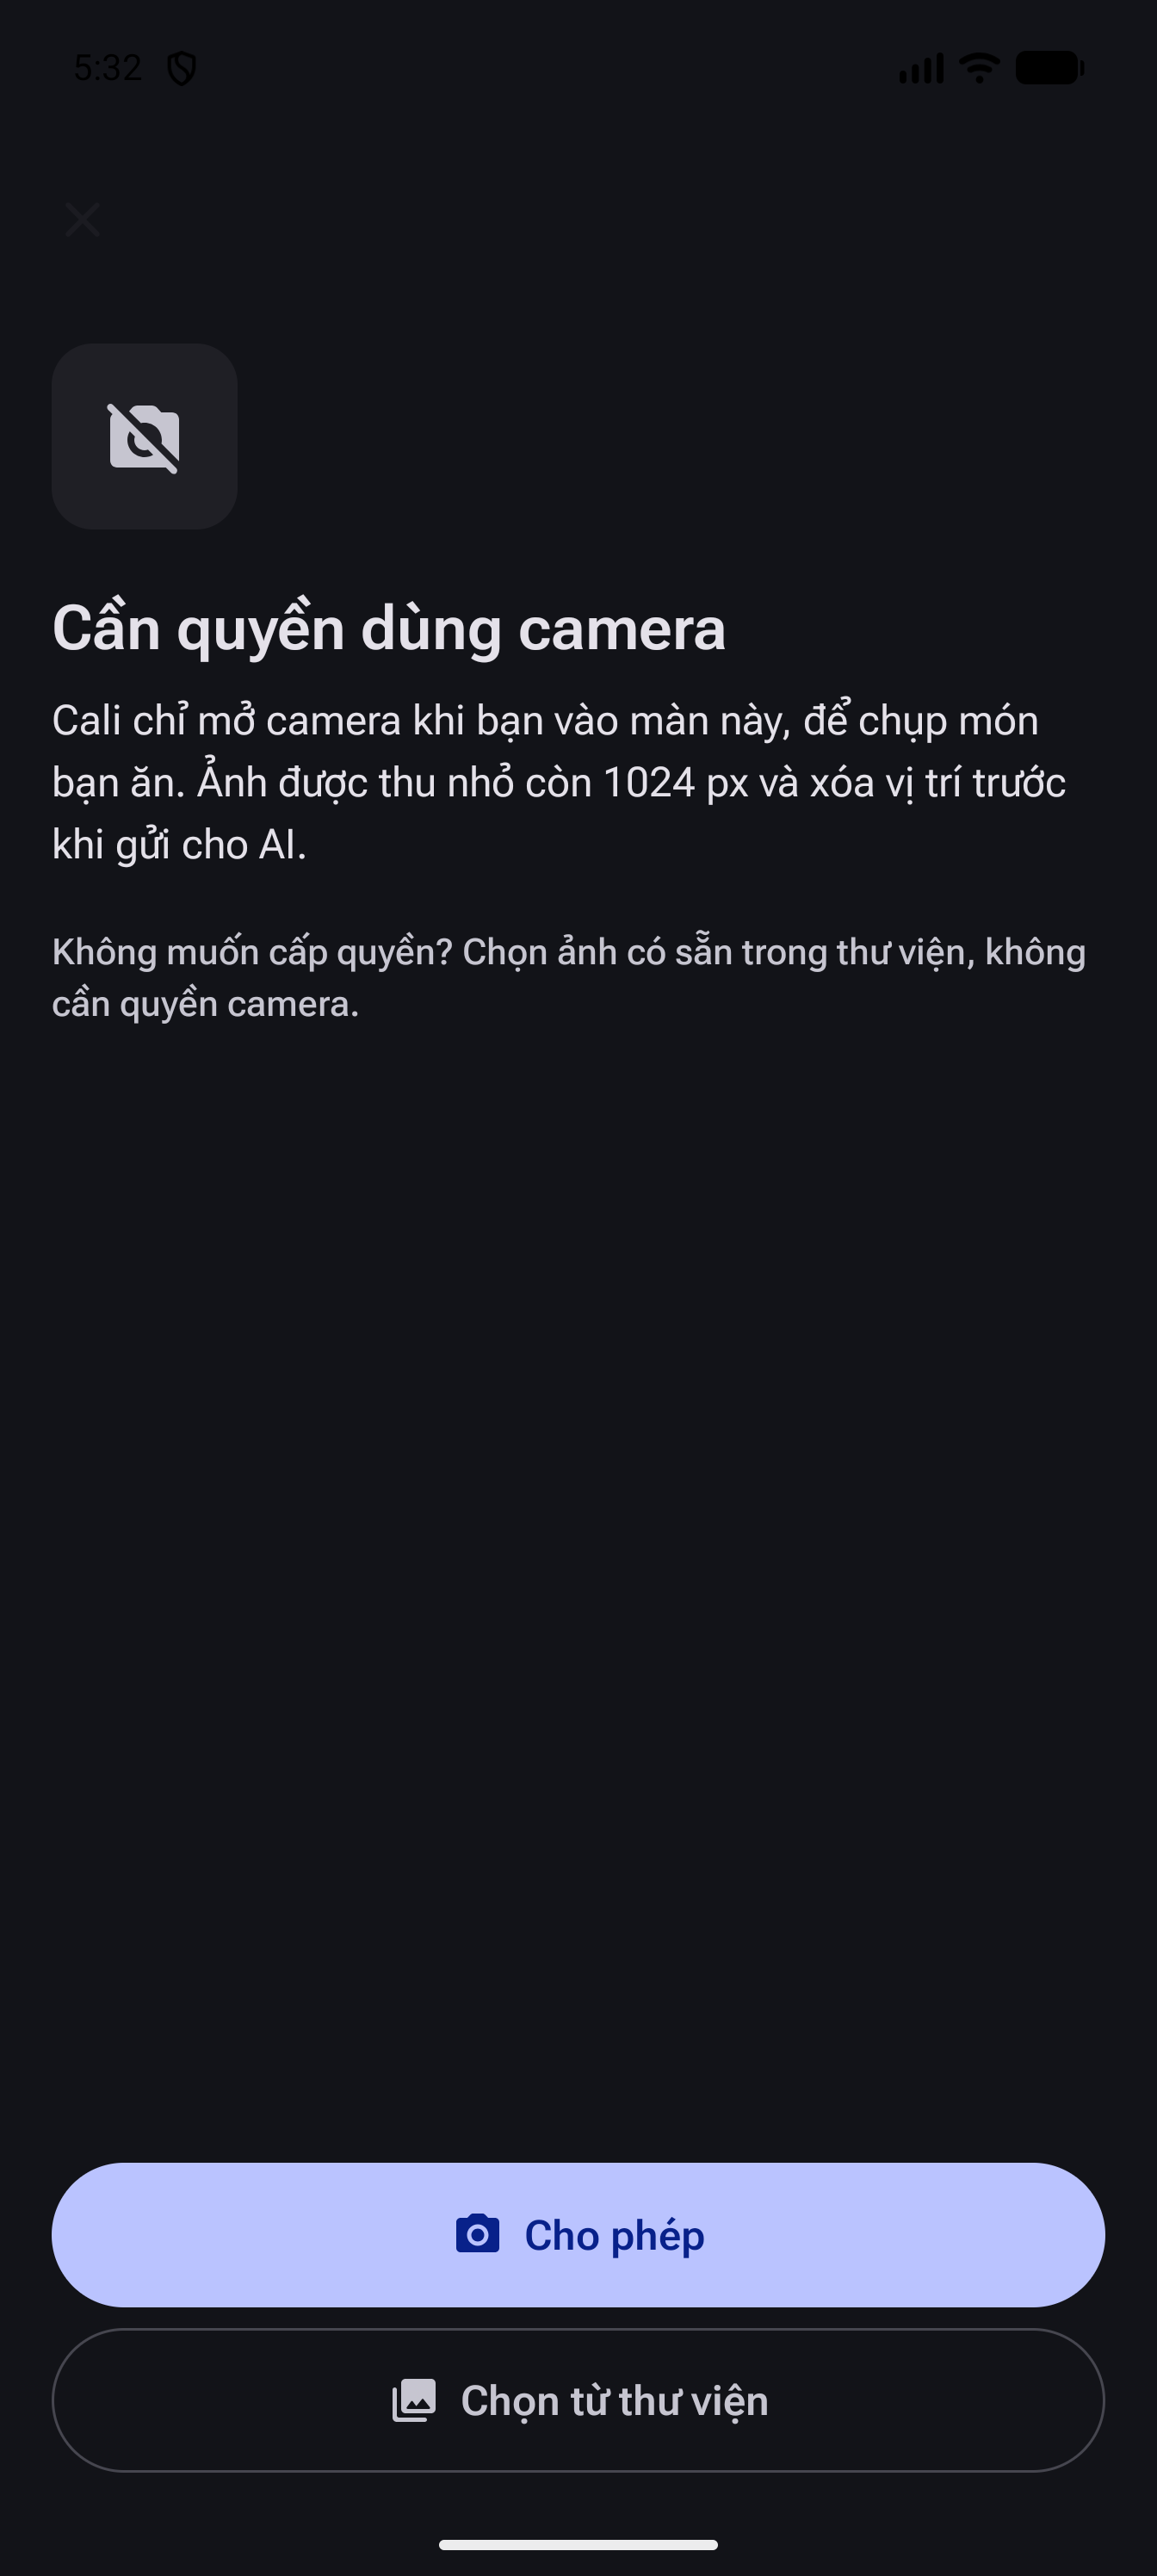 5:32
Cần quyền dùng camera
Cali chỉ mở camera khi bạn vào màn này, để chụp món
bạn ăn. Ảnh được thu nhỏ còn 1024 px và xóa vị trí trước
khi gửi cho AI.
Không muốn cấp quyền? Chọn ảnh có sẵn trong thư viện, không
cần quyền camera.
Cho phép
Chọn từ thư viện